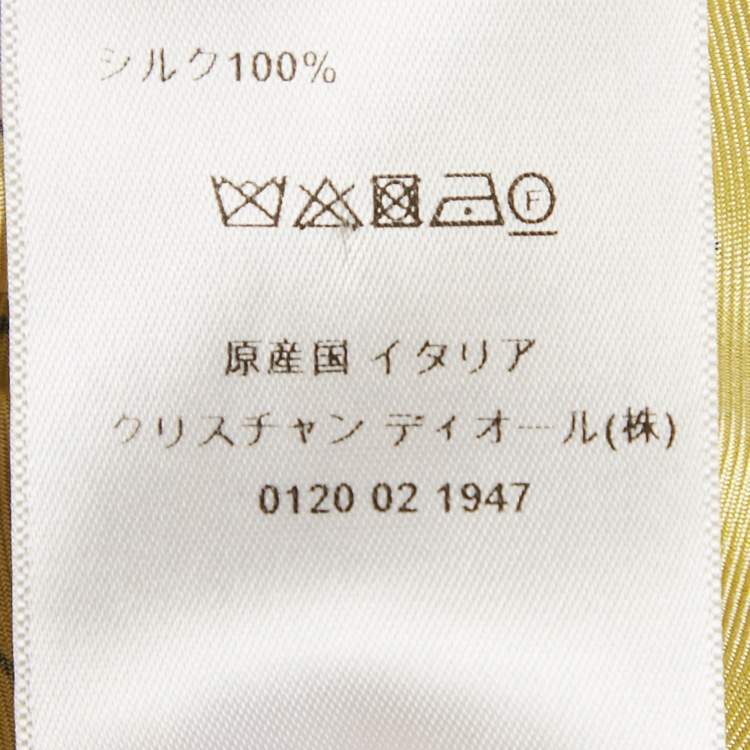 シルク100%
F
原産国 イタリア
クリスチャン ディオール(株)
0120 02 1947